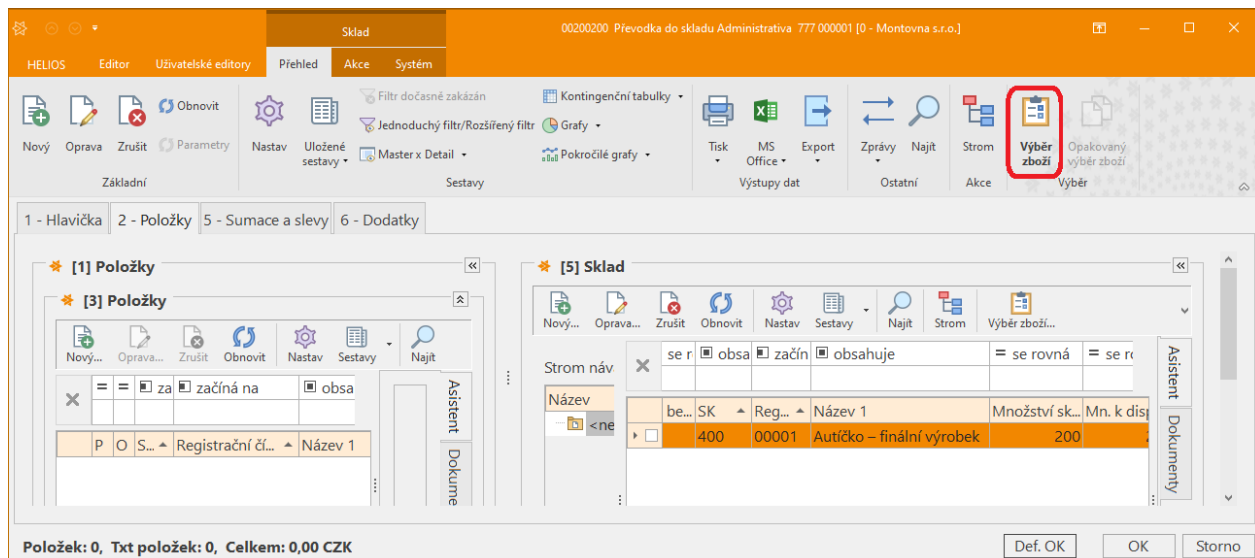 Sklad
00200200 Převodka do skladu Administrativa 777 000001 [0 - Montovna s.r.o.]
HELIOS Editor Uživatelské editory Přehled Akce Systém
Nový Oprava Zrušit Obnovit Parametry
Základní
Nastav Uložené sestavy
Filtr dočasně zakázán
Jednoduchý filtr/Rozšířený filtr
Master x Detail
Kontingenční tabulky
Grafy
Pokročilé grafy
Sestavy
Tisk MS Office Export
Výstupy dat
Zprávy Najít
Ostatní
Strom
Akce
Výběr zboží Opakovaný výběr zboží
Výběr
1 - Hlavička 2 - Položky 5 - Sumace a slevy 6 - Dodatky
[1] Položky
[3] Položky
Nový... Oprava... Zrušit Obnovit Nastav Sestavy Najít
= = za začíná na obsa
P O S... Registrační čí... Název 1
Asistent
Dokume
[5] Sklad
Nový... Oprava... Zrušit Obnovit Nastav Sestavy Najít Strom Výběr zboží...
Strom náv
Název
<ne
se r obsa začín obsahuje = se rovná = se ro
be... SK Reg... Název 1 Množství sk... Mn. k disp
400 00001 Autíčko – finální výrobek 200
Asistent
Dokumenty
Položek: 0, Txt položek: 0, Celkem: 0,00 CZK
Def. OK OK Storno